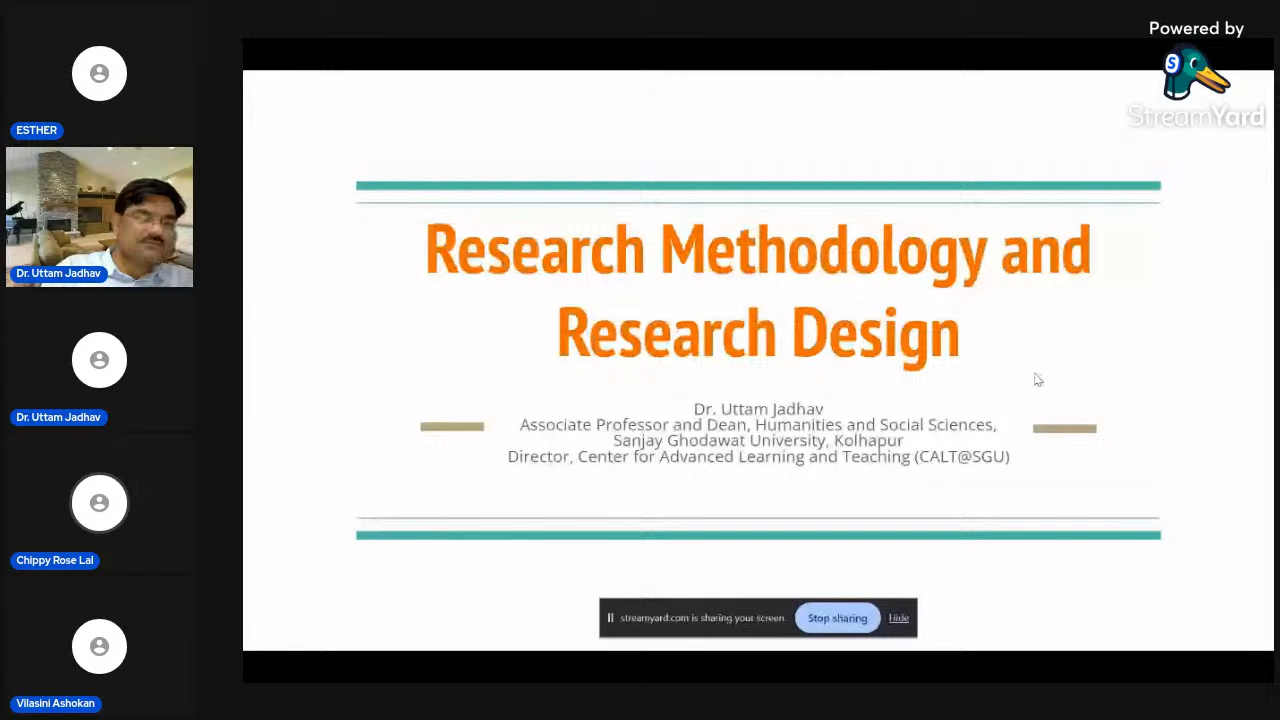 Powered by
StreamYard
ESTHER
Dr. Uttam Jadhav
Dr. Uttam Jadhav
Chippy Rose Lal
Vilasini Ashokan
Research Methodology and
Research Design
Dr. Uttam Jadhav
Associate Professor and Dean, Humanities and Social Sciences,
Sanjay Ghodawat University, Kolhapur
Director, Center for Advanced Learning and Teaching (CALT@SGU)
streamyard.com is sharing your screen.
Stop sharing
Hide